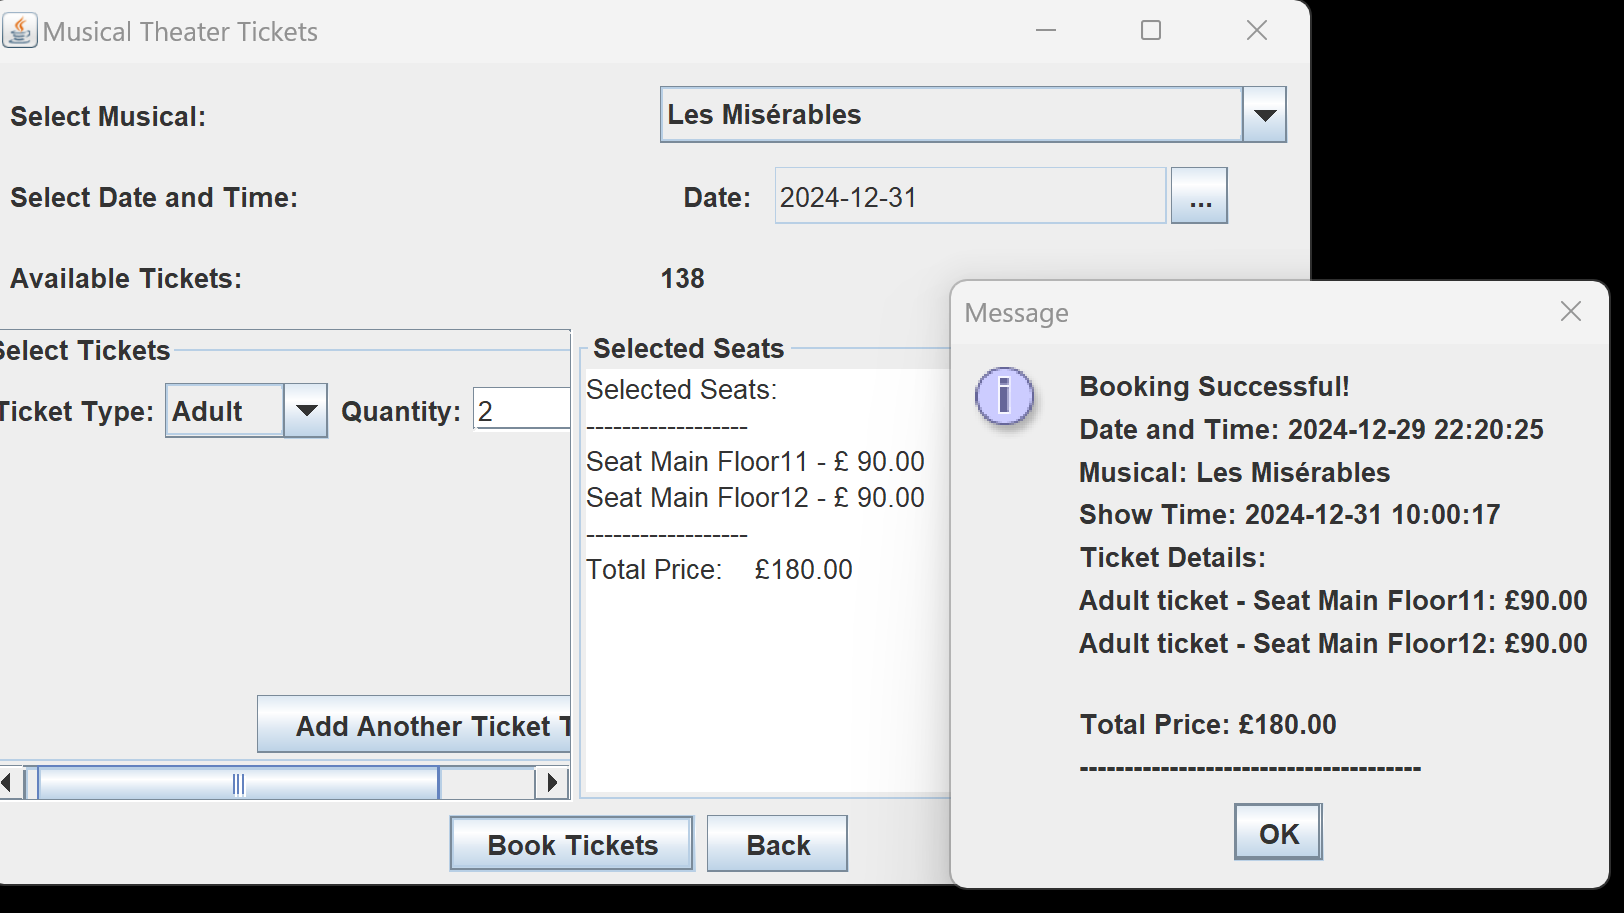 Musical Theater Tickets
Select Musical: Les Misérables
Select Date and Time: Date: 2024-12-31 ...
Available Tickets: 138
Select Tickets
Ticket Type: Adult Quantity: 2
Add Another Ticket T
Selected Seats
Selected Seats:
------------------
Seat Main Floor11 - £ 90.00
Seat Main Floor12 - £ 90.00
------------------
Total Price: £180.00
Book Tickets Back
Message
Booking Successful!
Date and Time: 2024-12-29 22:20:25
Musical: Les Misérables
Show Time: 2024-12-31 10:00:17
Ticket Details:
Adult ticket - Seat Main Floor11: £90.00
Adult ticket - Seat Main Floor12: £90.00
Total Price: £180.00
--------------------------------------
OK